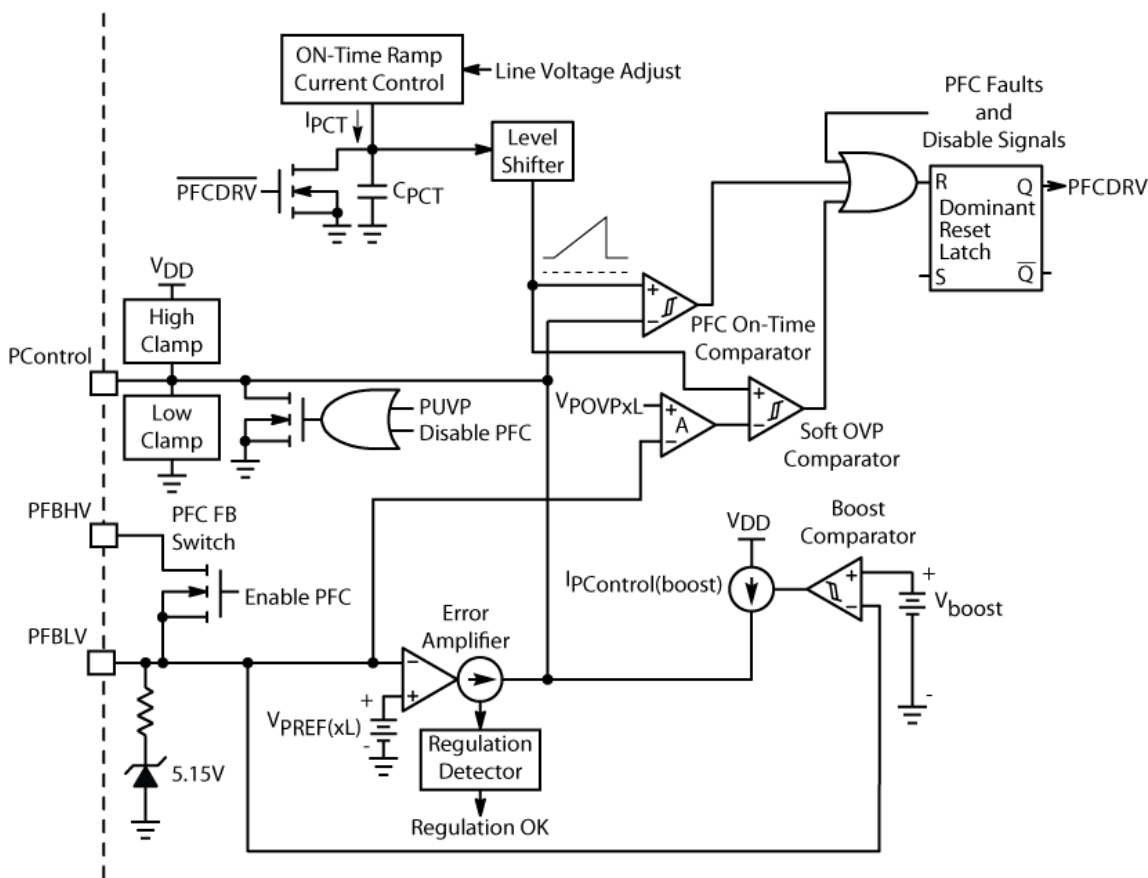 ON-Time Ramp
Current Control
Line Voltage Adjust
IPCT
Level
Shifter
PFC Faults
and
Disable Signals
PFCDRV
CPCT
R
Q
PFCDRV
Dominant
Reset
Latch
S
Q
VDD
High
Clamp
+
−
PFC On-Time
Comparator
PControl
Low
Clamp
PUVP
Disable PFC
VPOVPxL
+
A
−
+
−
Soft OVP
Comparator
PFBHV
PFC FB
Switch
Enable PFC
VDD
Boost
Comparator
IPControl(boost)
+
−
+
Vboost
-
PFBLV
Error
Amplifier
−
+
+
VPREF(xL)
-
Regulation
Detector
5.15V
Regulation OK